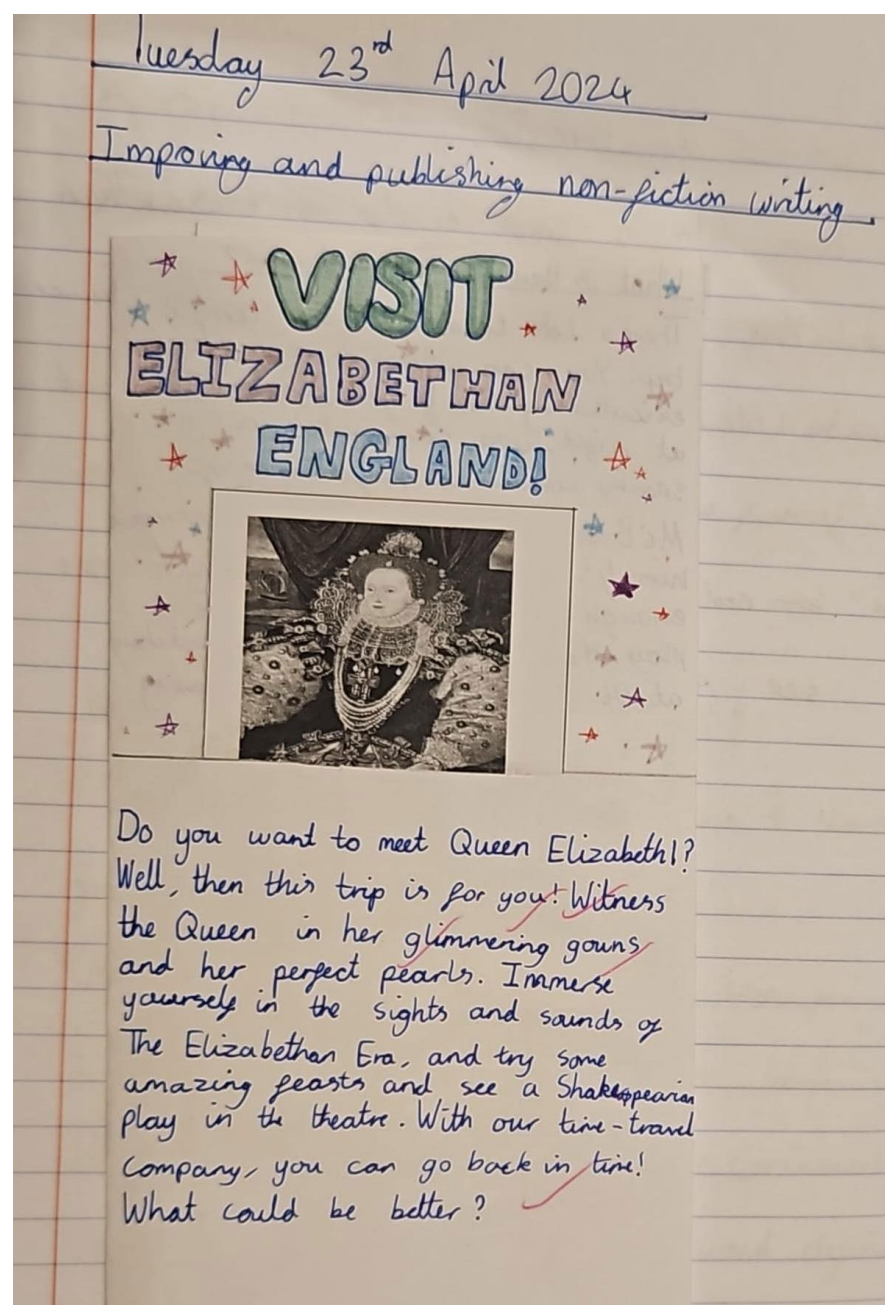 Tuesday 23rd April 2024
Impoving and publishing non-fiction writing.
VISIT
ELIZABETHAN
ENGLAND!
Do you want to meet Queen Elizabeth I?
Well, then this trip is for you! Witness
the Queen in her glimmering gouns
and her perfect pearls. Immerse
yourself in the sights and sounds of
The Elizabethan Era, and try some
amazing feasts and see a Shakespearian
play in the theatre. With our time-travel
company, you can go back in time!
What could be better?